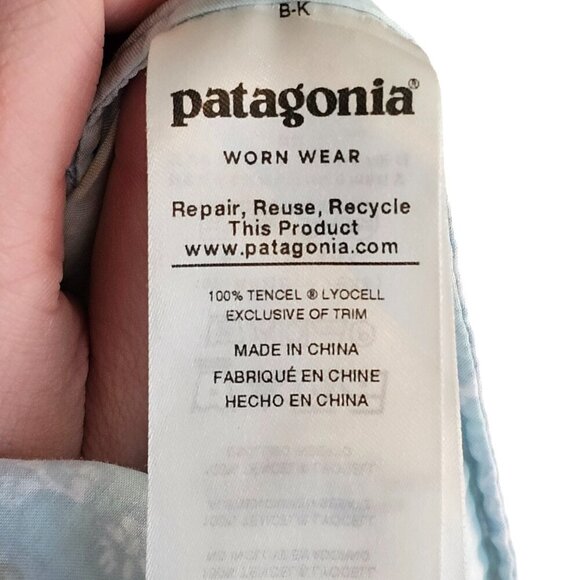 B-K
patagonia®
WORN WEAR
Repair, Reuse, Recycle
This Product
www.patagonia.com
100% TENCEL ® LYOCELL
EXCLUSIVE OF TRIM
MADE IN CHINA
FABRIQUÉ EN CHINE
HECHO EN CHINA